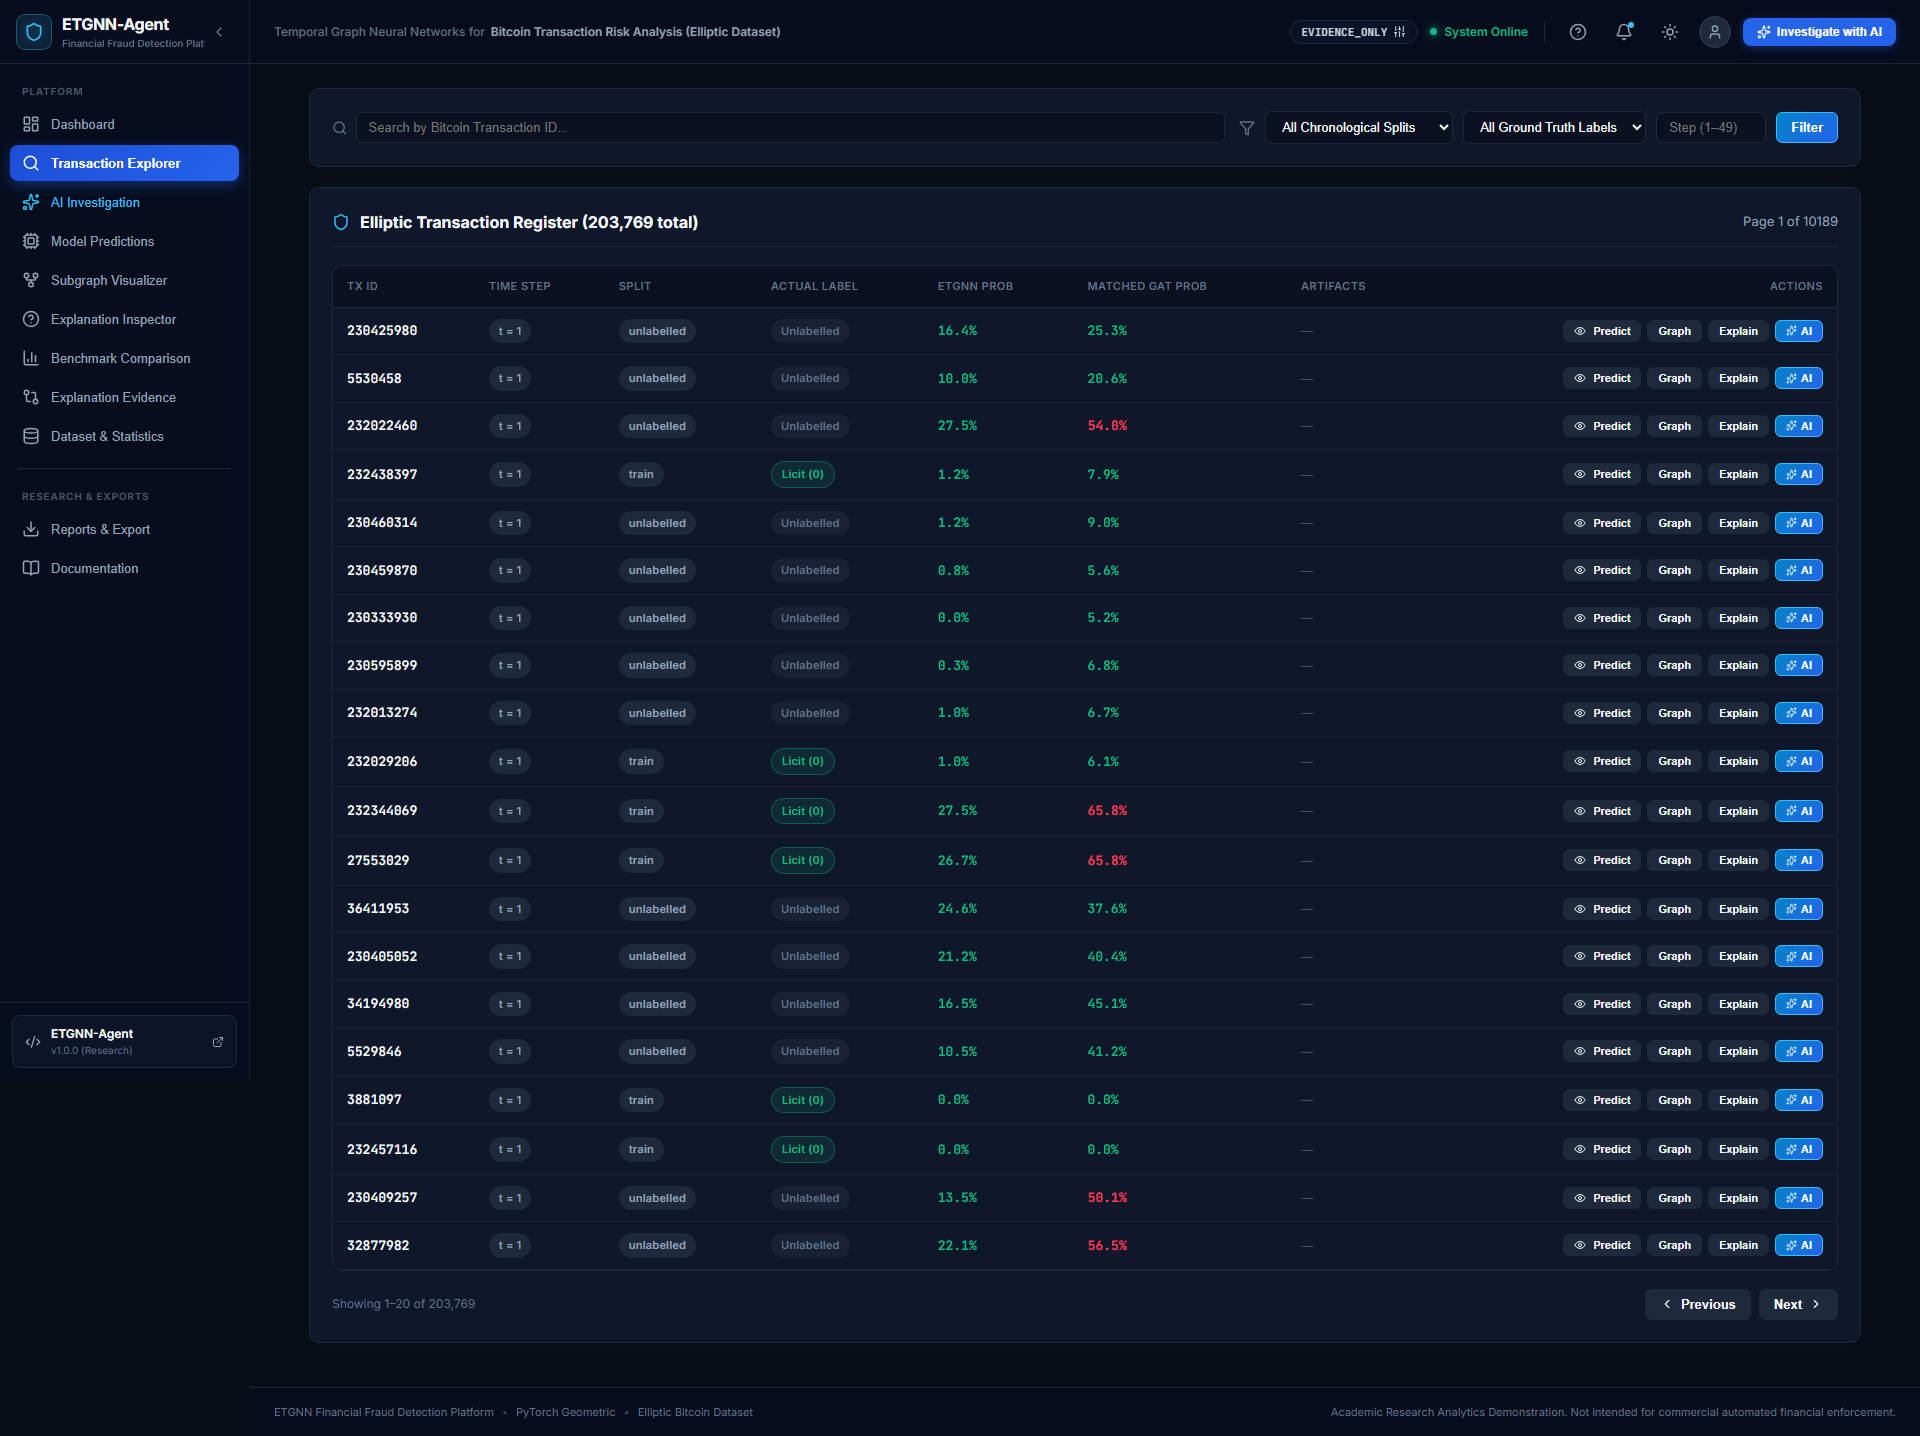 ETGNN-Agent
Financial Fraud Detection Plat
Temporal Graph Neural Networks for Bitcoin Transaction Risk Analysis (Elliptic Dataset)
EVIDENCE_ONLY
System Online
Investigate with AI
PLATFORM
Dashboard
Transaction Explorer
AI Investigation
Model Predictions
Subgraph Visualizer
Explanation Inspector
Benchmark Comparison
Explanation Evidence
Dataset & Statistics
RESEARCH & EXPORTS
Reports & Export
Documentation
ETGNN-Agent
v1.0.0 (Research)
Search by Bitcoin Transaction ID...
All Chronological Splits
All Ground Truth Labels
Step (1–49)
Filter
Elliptic Transaction Register (203,769 total)
Page 1 of 10189
TX ID TIME STEP SPLIT ACTUAL LABEL ETGNN PROB MATCHED GAT PROB ARTIFACTS ACTIONS
230425980 t = 1 unlabelled Unlabelled 16.4% 25.3% — Predict Graph Explain AI
5530458 t = 1 unlabelled Unlabelled 10.0% 20.6% — Predict Graph Explain AI
232022460 t = 1 unlabelled Unlabelled 27.5% 54.0% — Predict Graph Explain AI
232438397 t = 1 train Licit (0) 1.2% 7.9% — Predict Graph Explain AI
230460314 t = 1 unlabelled Unlabelled 1.2% 9.0% — Predict Graph Explain AI
230459870 t = 1 unlabelled Unlabelled 0.8% 5.6% — Predict Graph Explain AI
230333930 t = 1 unlabelled Unlabelled 0.0% 5.2% — Predict Graph Explain AI
230595899 t = 1 unlabelled Unlabelled 0.3% 6.8% — Predict Graph Explain AI
232013274 t = 1 unlabelled Unlabelled 1.0% 6.7% — Predict Graph Explain AI
232029206 t = 1 train Licit (0) 1.0% 6.1% — Predict Graph Explain AI
232344069 t = 1 train Licit (0) 27.5% 65.8% — Predict Graph Explain AI
27553029 t = 1 train Licit (0) 26.7% 65.8% — Predict Graph Explain AI
36411953 t = 1 unlabelled Unlabelled 24.6% 37.6% — Predict Graph Explain AI
230405052 t = 1 unlabelled Unlabelled 21.2% 40.4% — Predict Graph Explain AI
34194980 t = 1 unlabelled Unlabelled 16.5% 45.1% — Predict Graph Explain AI
5529846 t = 1 unlabelled Unlabelled 10.5% 41.2% — Predict Graph Explain AI
3881097 t = 1 train Licit (0) 0.0% 0.0% — Predict Graph Explain AI
232457116 t = 1 train Licit (0) 0.0% 0.0% — Predict Graph Explain AI
230409257 t = 1 unlabelled Unlabelled 13.5% 50.1% — Predict Graph Explain AI
32877982 t = 1 unlabelled Unlabelled 22.1% 56.5% — Predict Graph Explain AI
Showing 1–20 of 203,769
Previous
Next
ETGNN Financial Fraud Detection Platform • PyTorch Geometric • Elliptic Bitcoin Dataset
Academic Research Analytics Demonstration. Not intended for commercial automated financial enforcement.